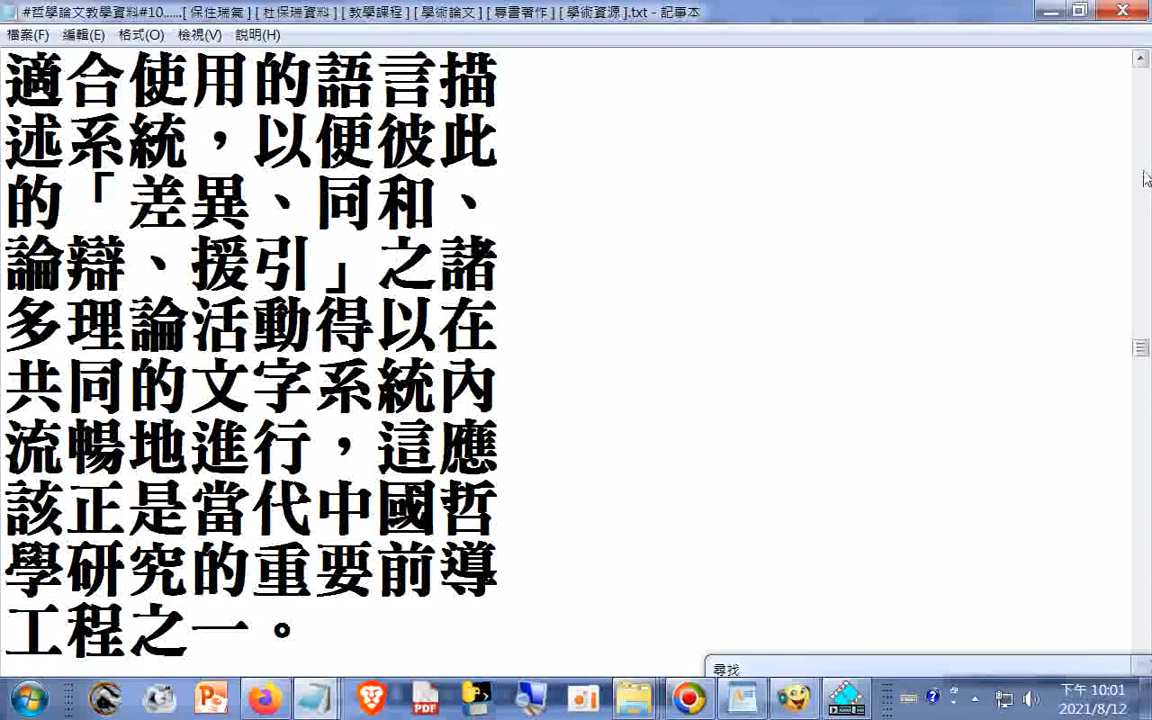 #哲學論文教學資料#10......[ 保住瑞氣 ] [ 杜保瑞資料 ] [ 教學課程 ] [ 學術論文 ] [ 專書著作 ] [ 學術資源 ].txt - 記事本
檔案(F) 編輯(E) 格式(O) 檢視(V) 說明(H)
適合使用的語言描
述系統，以便彼此
的「差異、同和、
論辯、援引」之諸
多理論活動得以在
共同的文字系統內
流暢地進行，這應
該正是當代中國哲
學研究的重要前導
工程之一。
尋找
PDF
下午 10:01
2021/8/12